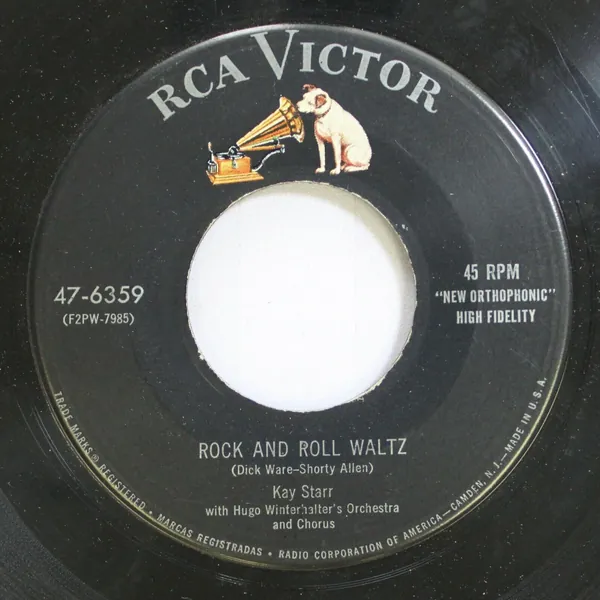 RCA VICTOR
47-6359
(F2PW-7985)
45 RPM
"NEW ORTHOPHONIC"
HIGH FIDELITY
ROCK AND ROLL WALTZ
(Dick Ware–Shorty Allen)
Kay Starr
with Hugo Winterhalter's Orchestra
and Chorus
TRADE MARKS ® REGISTERED • MARCAS REGISTRADAS • RADIO CORPORATION OF AMERICA—CAMDEN, N. J.—MADE IN U. S. A.